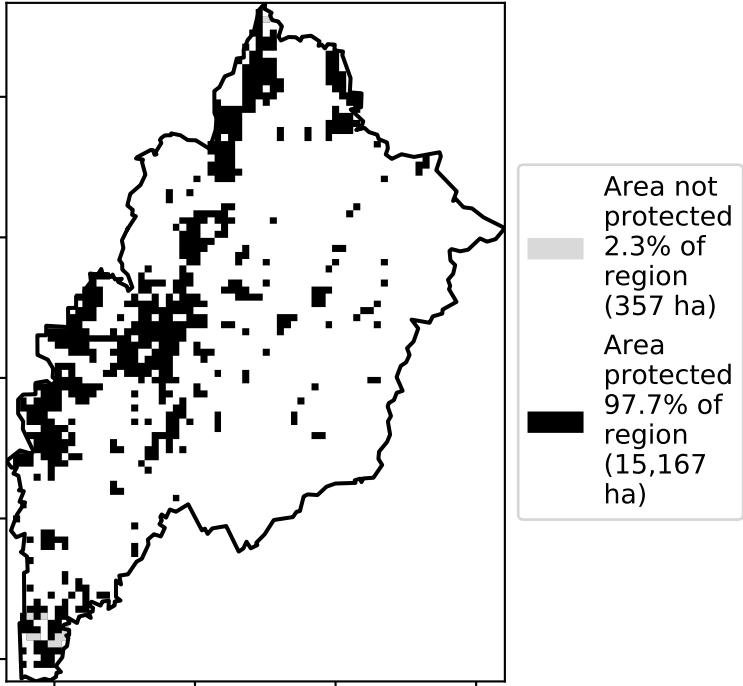 Area not
protected
2.3% of
region
(357 ha)
Area
protected
97.7% of
region
(15,167
ha)